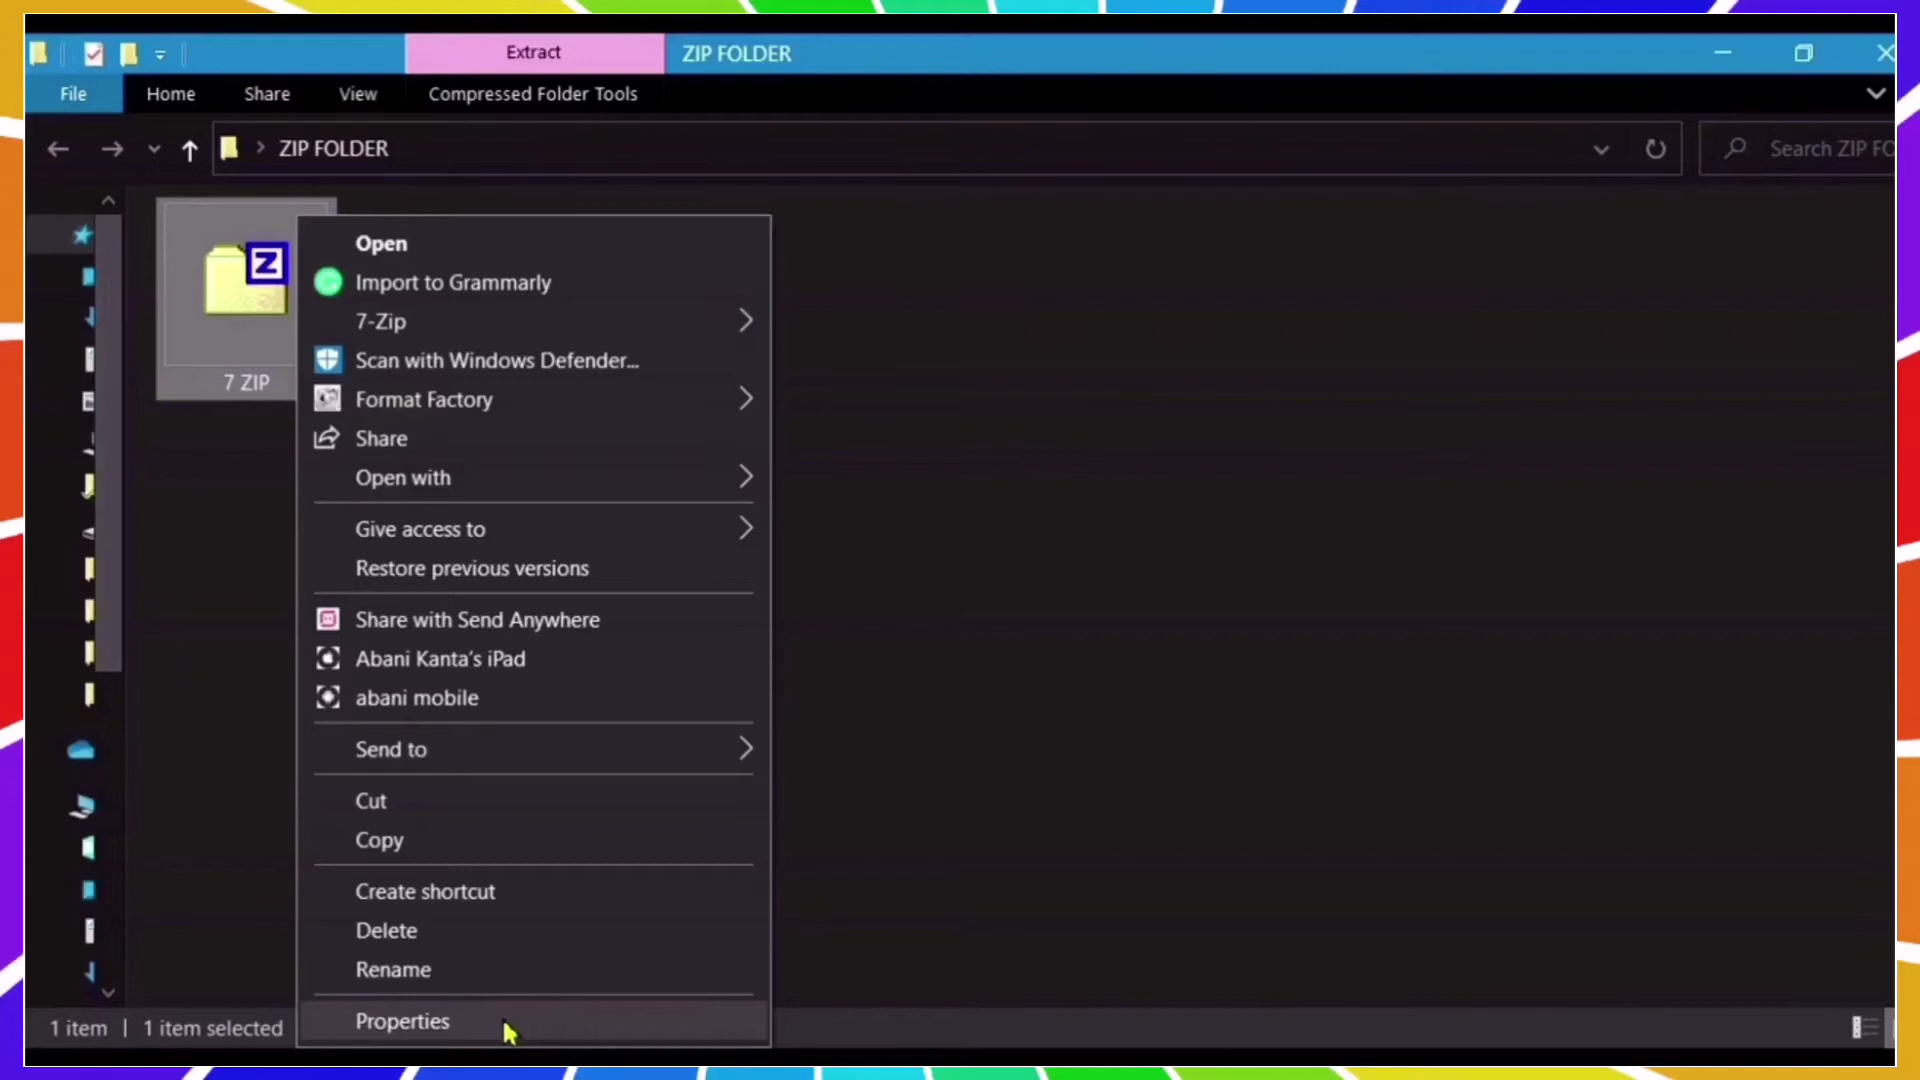 Extract
ZIP FOLDER
File
Home
Share
View
Compressed Folder Tools
ZIP FOLDER
Search ZIP FO
Z
7 ZIP
Open
Import to Grammarly
7-Zip
Scan with Windows Defender...
Format Factory
Share
Open with
Give access to
Restore previous versions
Share with Send Anywhere
Abani Kanta's iPad
abani mobile
Send to
Cut
Copy
Create shortcut
Delete
Rename
Properties
1 item | 1 item selected